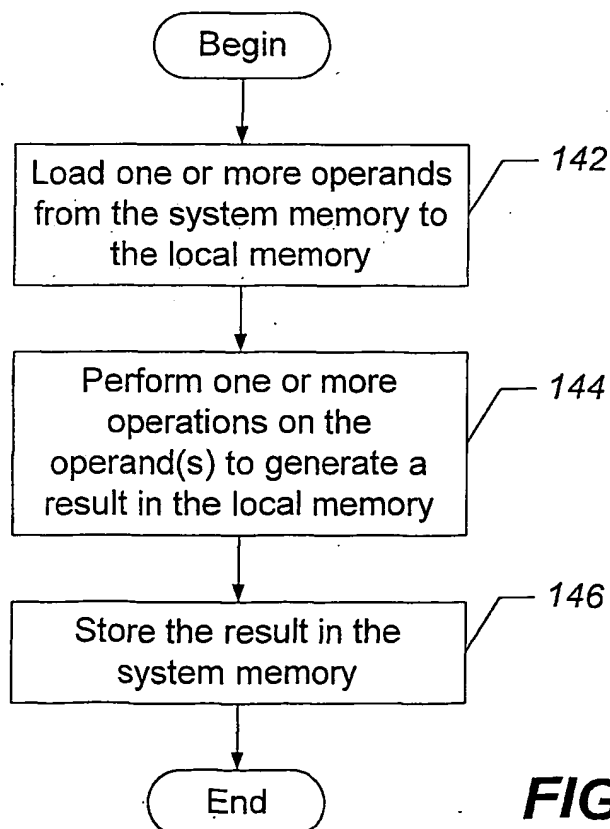 Begin
Load one or more operands
from the system memory to
the local memory
142
Perform one or more
operations on the
operand(s) to generate a
result in the local memory
144
Store the result in the
system memory
146
End
FIG